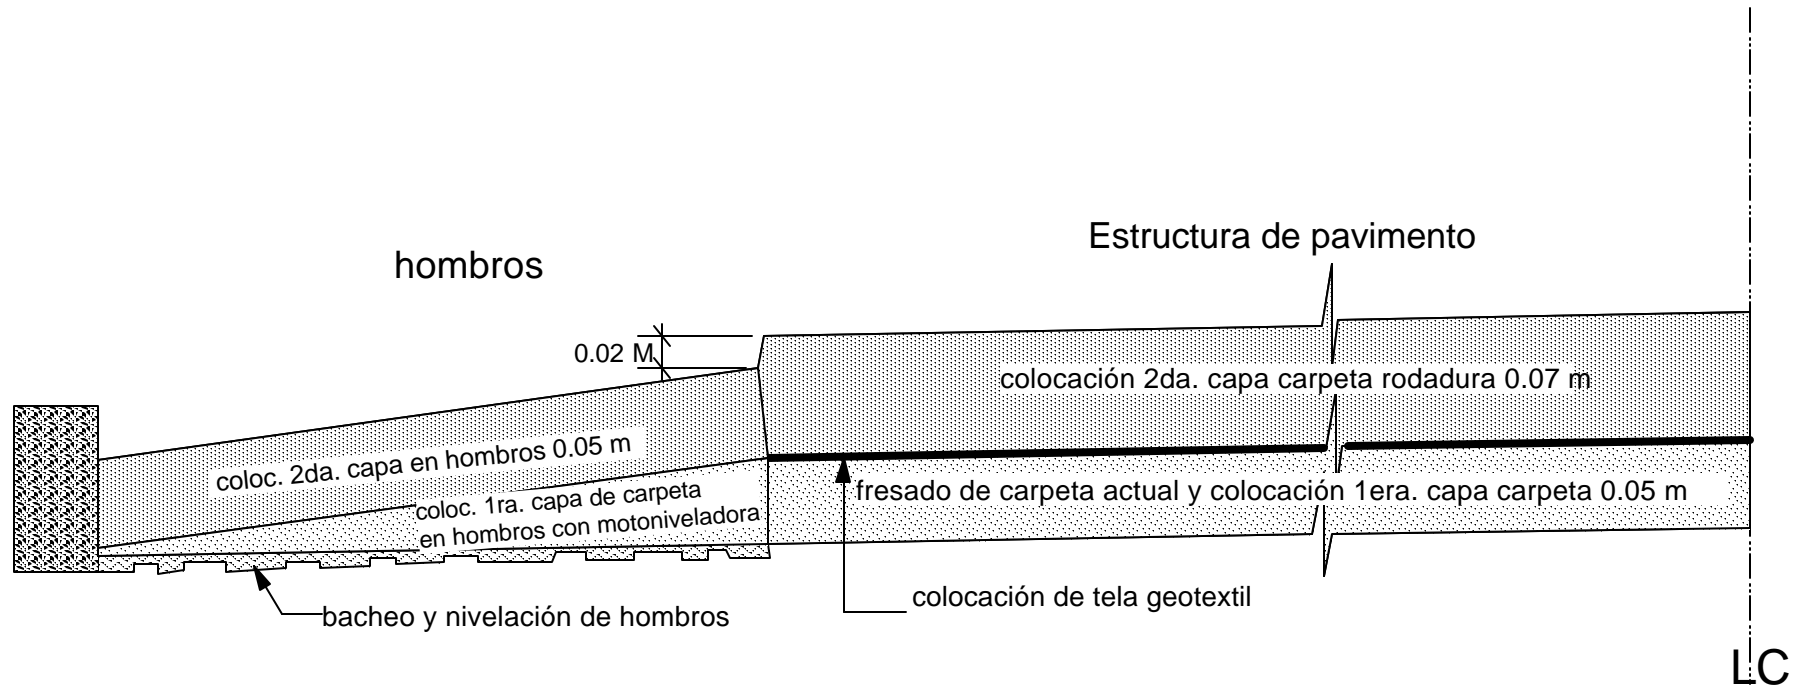 Estructura de pavimento
hombros
0.02 M
colocación 2da. capa carpeta rodadura 0.07 m
coloc. 2da. capa en hombros 0.05 m
coloc. 1ra. capa de carpeta
en hombros con motoniveladora
fresado de carpeta actual y colocación 1era. capa carpeta 0.05 m
colocación de tela geotextil
bacheo y nivelación de hombros
LC